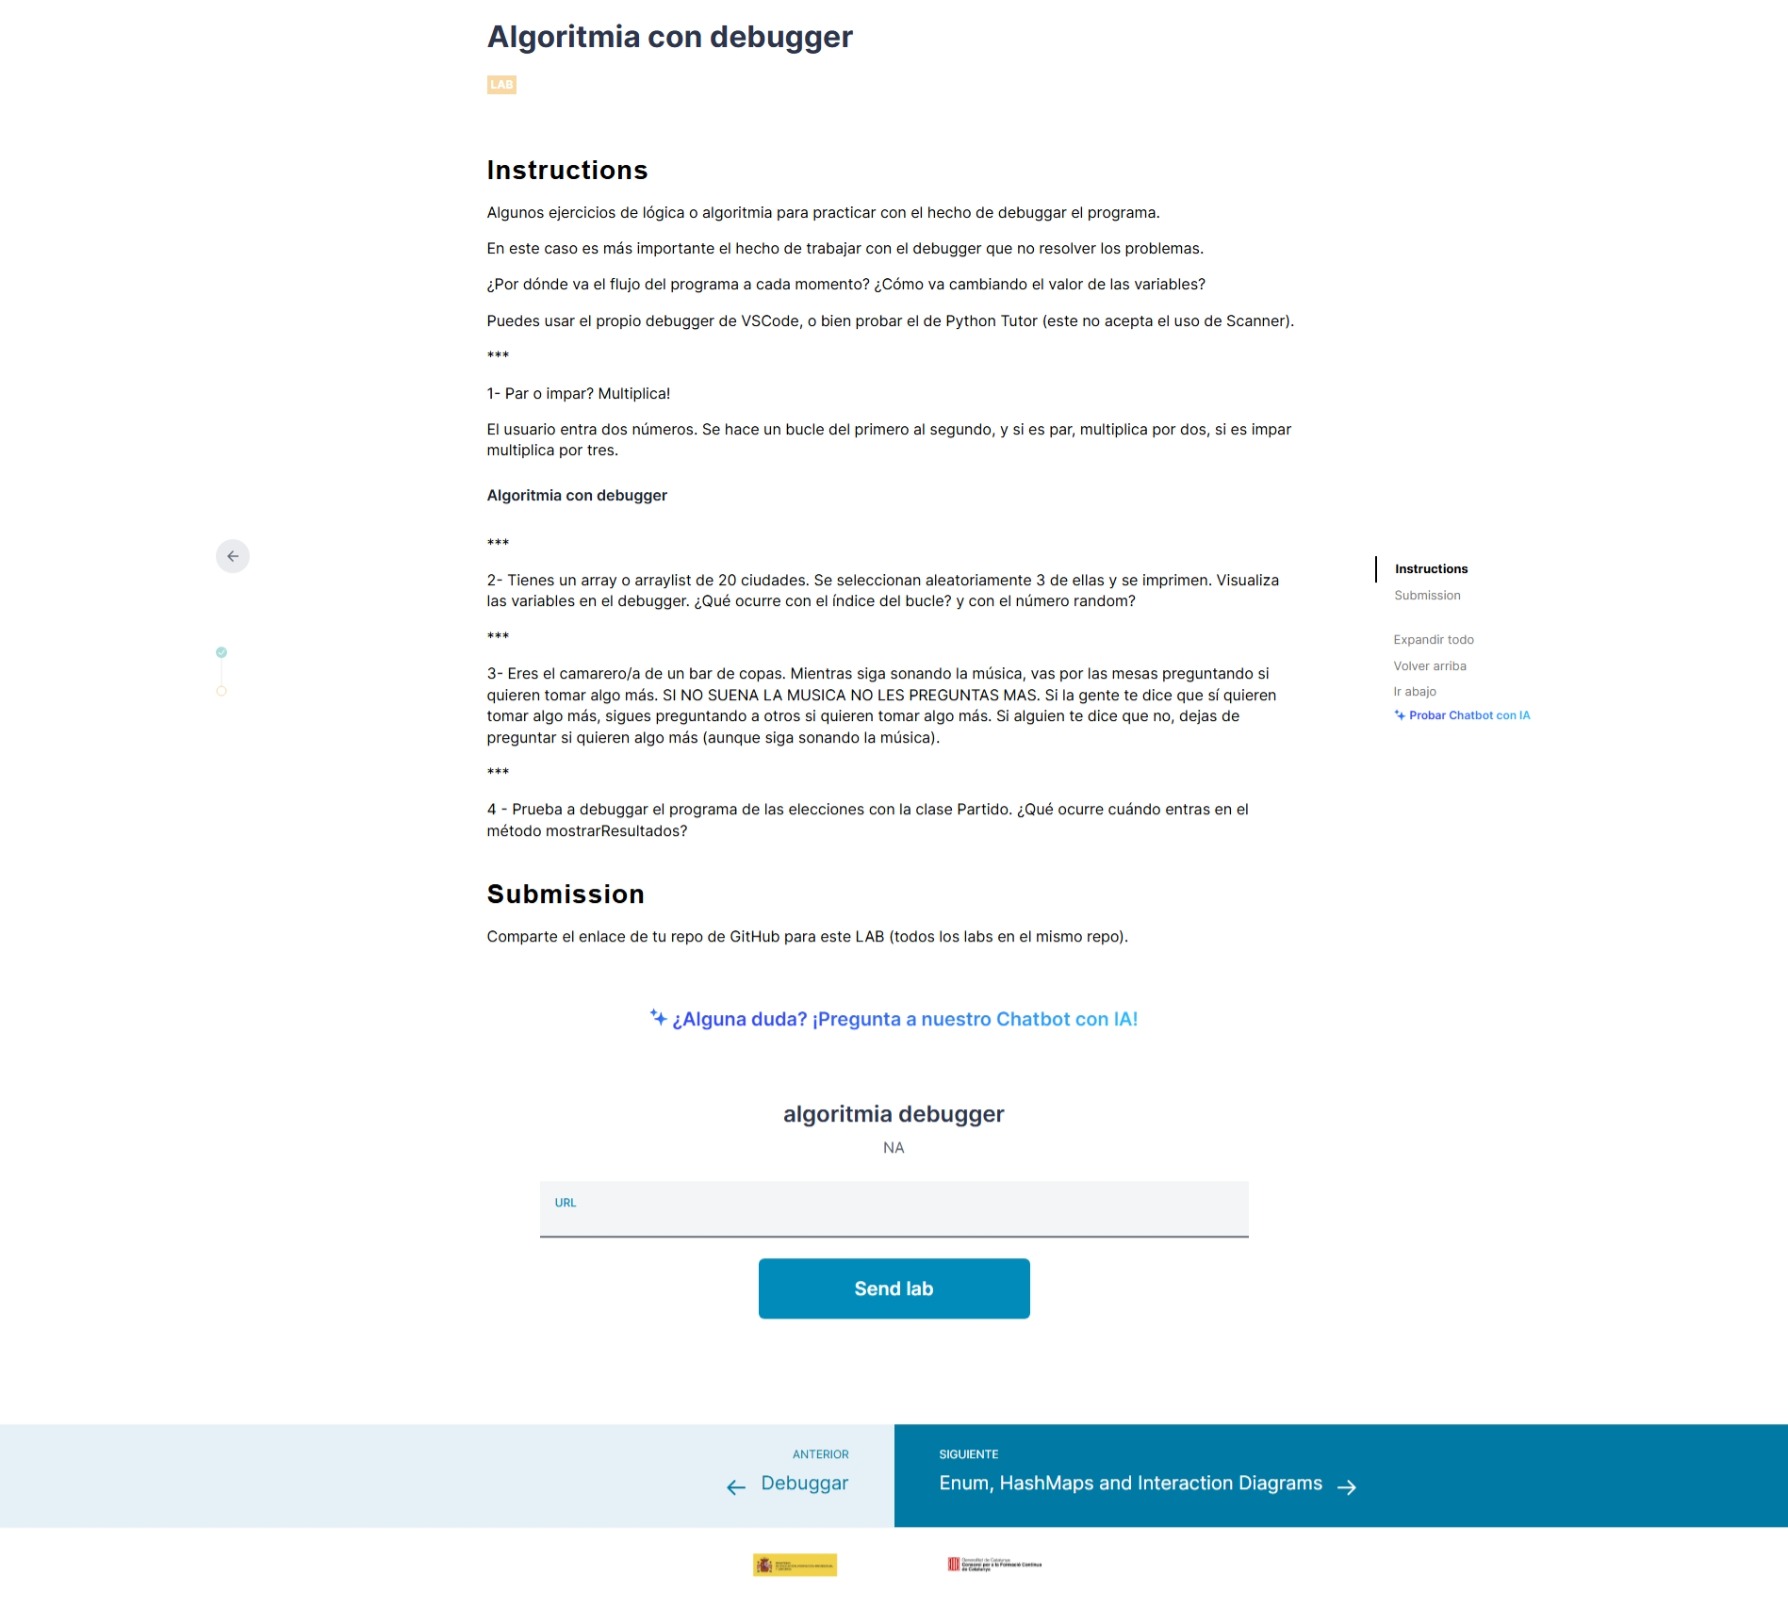 Algoritmia con debugger
LAB
Instructions
Algunos ejercicios de lógica o algoritmia para practicar con el hecho de debuggar el programa.
En este caso es más importante el hecho de trabajar con el debugger que no resolver los problemas.
¿Por dónde va el flujo del programa a cada momento? ¿Cómo va cambiando el valor de las variables?
Puedes usar el propio debugger de VSCode, o bien probar el de Python Tutor (este no acepta el uso de Scanner).
***
1- Par o impar? Multiplica!
El usuario entra dos números. Se hace un bucle del primero al segundo, y si es par, multiplica por dos, si es impar
multiplica por tres.
Algoritmia con debugger
***
2- Tienes un array o arraylist de 20 ciudades. Se seleccionan aleatoriamente 3 de ellas y se imprimen. Visualiza
las variables en el debugger. ¿Qué ocurre con el índice del bucle? y con el número random?
***
3- Eres el camarero/a de un bar de copas. Mientras siga sonando la música, vas por las mesas preguntando si
quieren tomar algo más. SI NO SUENA LA MUSICA NO LES PREGUNTAS MAS. Si la gente te dice que sí quieren
tomar algo más, sigues preguntando a otros si quieren tomar algo más. Si alguien te dice que no, dejas de
preguntar si quieren algo más (aunque siga sonando la música).
***
4 - Prueba a debuggar el programa de las elecciones con la clase Partido. ¿Qué ocurre cuándo entras en el
método mostrarResultados?
Submission
Comparte el enlace de tu repo de GitHub para este LAB (todos los labs en el mismo repo).
¿Alguna duda? ¡Pregunta a nuestro Chatbot con IA!
algoritmia debugger
NA
URL
Send lab
Instructions
Submission
Expandir todo
Volver arriba
Ir abajo
Probar Chatbot con IA
ANTERIOR
Debuggar
SIGUIENTE
Enum, HashMaps and Interaction Diagrams
Generalitat de Catalunya
Consorci per a la Formació Contínua
de Catalunya